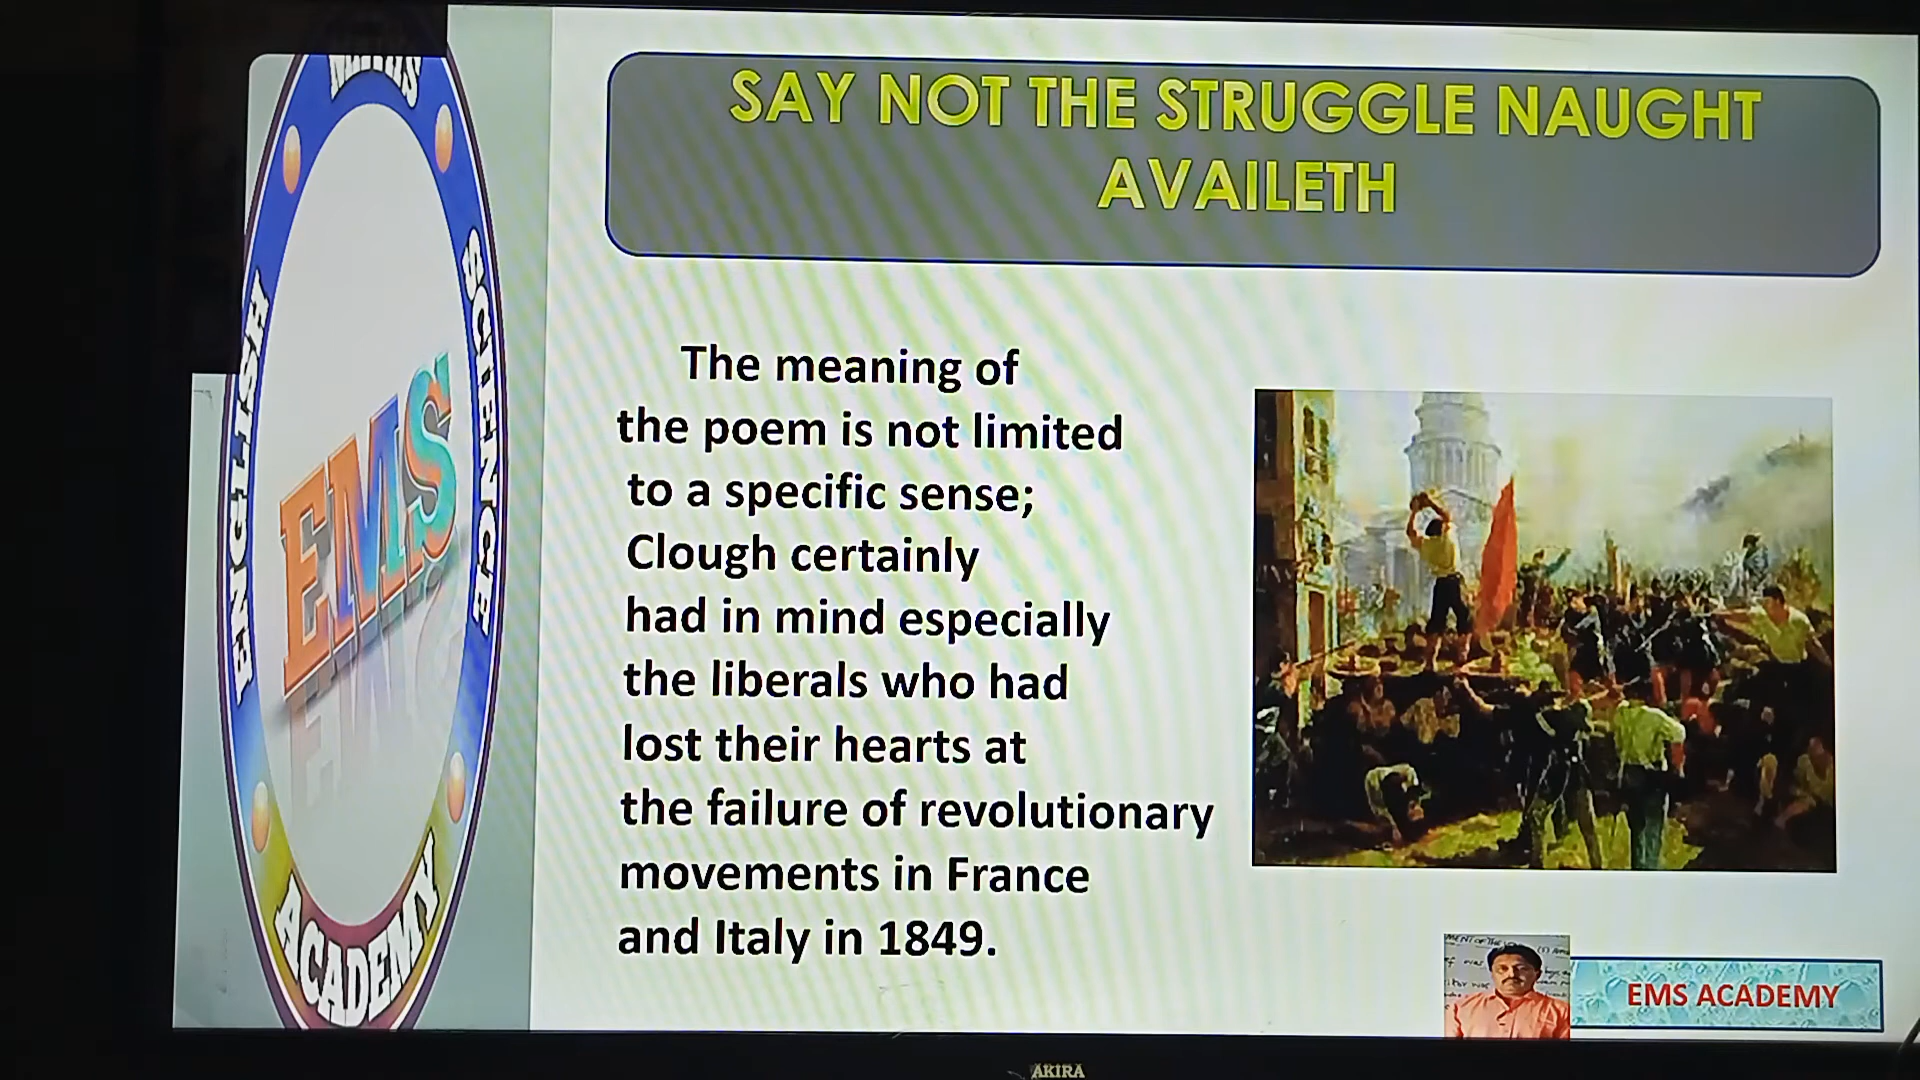 SAY NOT THE STRUGGLE NAUGHT
AVAILETH
The meaning of
the poem is not limited
to a specific sense;
Clough certainly
had in mind especially
the liberals who had
lost their hearts at
the failure of revolutionary
movements in France
and Italy in 1849.
ENGLISH
SCIENCE
EMS
ACADEMY
EMS ACADEMY
AKIRA